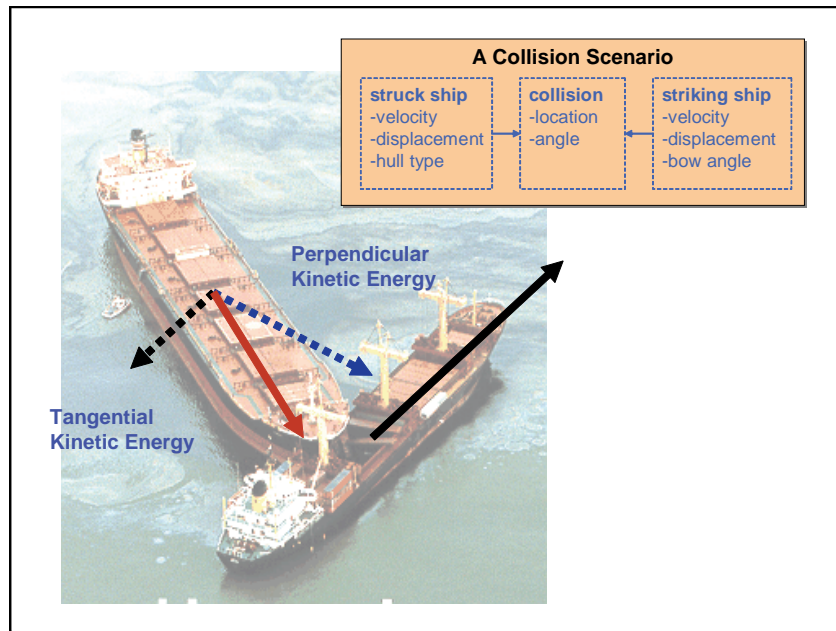 A Collision Scenario
struck ship
-velocity
-displacement
-hull type
collision
-location
-angle
striking ship
-velocity
-displacement
-bow angle
Perpendicular
Kinetic Energy
Tangential
Kinetic Energy